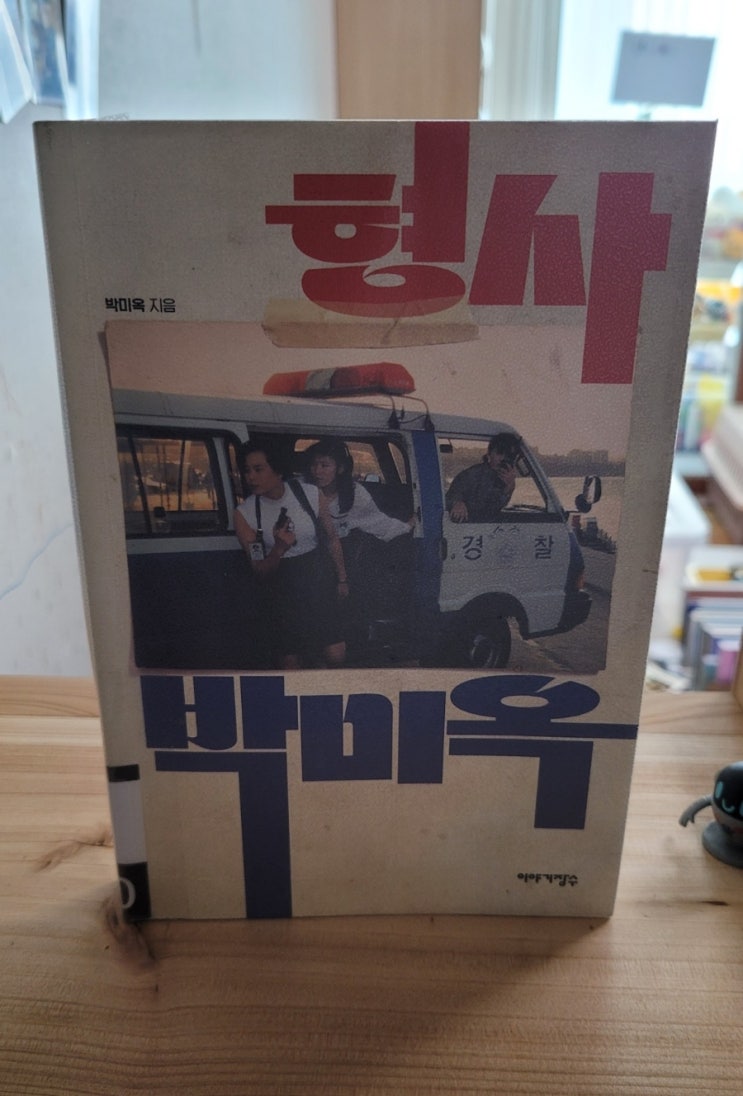 형사
박미옥 지음
경 찰
박미옥
이야기장수